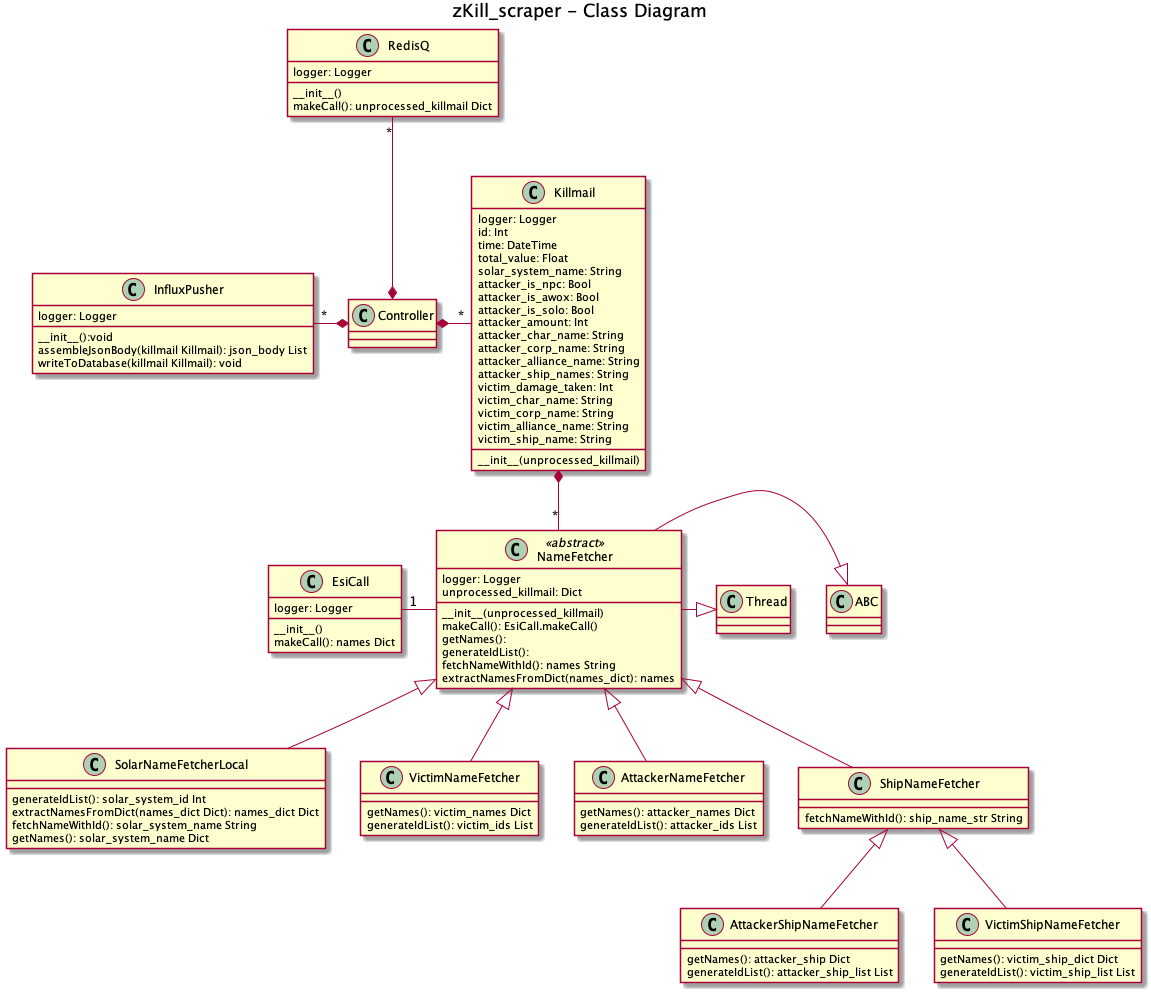 zKill_scraper - Class Diagram
C RedisQ
logger: Logger
__init__()
makeCall(): unprocessed_killmail Dict
*
C Killmail
logger: Logger
id: Int
time: DateTime
total_value: Float
solar_system_name: String
attacker_is_npc: Bool
attacker_is_awox: Bool
attacker_is_solo: Bool
attacker_amount: Int
attacker_char_name: String
attacker_corp_name: String
attacker_alliance_name: String
attacker_ship_names: String
victim_damage_taken: Int
victim_char_name: String
victim_corp_name: String
victim_alliance_name: String
victim_ship_name: String
__init__(unprocessed_killmail)
C InfluxPusher
logger: Logger
__init__():void
assembleJsonBody(killmail Killmail): json_body List
writeToDatabase(killmail Killmail): void
*
C Controller
*
*
«abstract»
C NameFetcher
logger: Logger
unprocessed_killmail: Dict
__init__(unprocessed_killmail)
makeCall(): EsiCall.makeCall()
getNames():
generateIdList():
fetchNameWithId(): names String
extractNamesFromDict(names_dict): names
C EsiCall
logger: Logger
__init__()
makeCall(): names Dict
1
C Thread
C ABC
C SolarNameFetcherLocal
generateIdList(): solar_system_id Int
extractNamesFromDict(names_dict Dict): names_dict Dict
fetchNameWithId(): solar_system_name String
getNames(): solar_system_name Dict
C VictimNameFetcher
getNames(): victim_names Dict
generateIdList(): victim_ids List
C AttackerNameFetcher
getNames(): attacker_names Dict
generateIdList(): attacker_ids List
C ShipNameFetcher
fetchNameWithId(): ship_name_str String
C AttackerShipNameFetcher
getNames(): attacker_ship Dict
generateIdList(): attacker_ship_list List
C VictimShipNameFetcher
getNames(): victim_ship_dict Dict
generateIdList(): victim_ship_list List